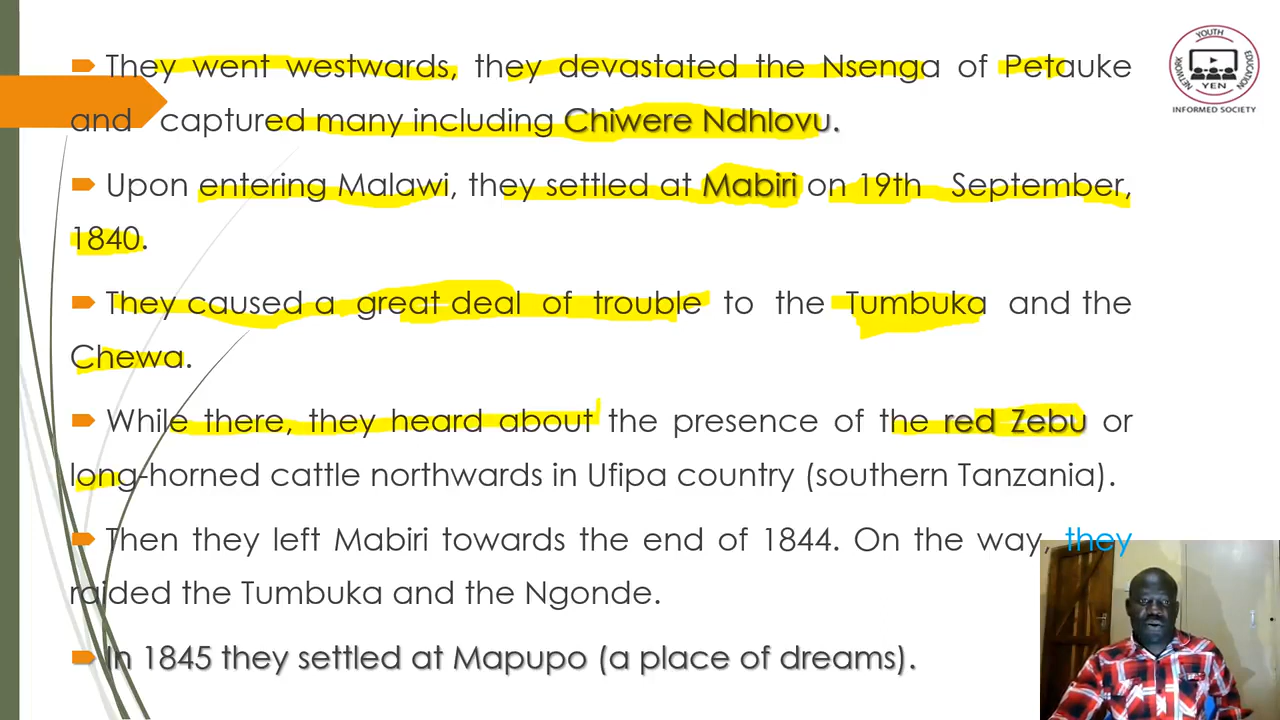 They went westwards, they devastated the Nsenga of Petauke
and captured many including Chiwere Ndhlovu.
Upon entering Malawi, they settled at Mabiri on 19th September,
1840.
They caused a great deal of trouble to the Tumbuka and the
Chewa.
While there, they heard about the presence of the red Zebu or
long-horned cattle northwards in Ufipa country (southern Tanzania).
Then they left Mabiri towards the end of 1844. On the way, they
raided the Tumbuka and the Ngonde.
In 1845 they settled at Mapupo (a place of dreams).
YOUTH
EDUCATION
NETWORK
YEN
INFORMED SOCIETY